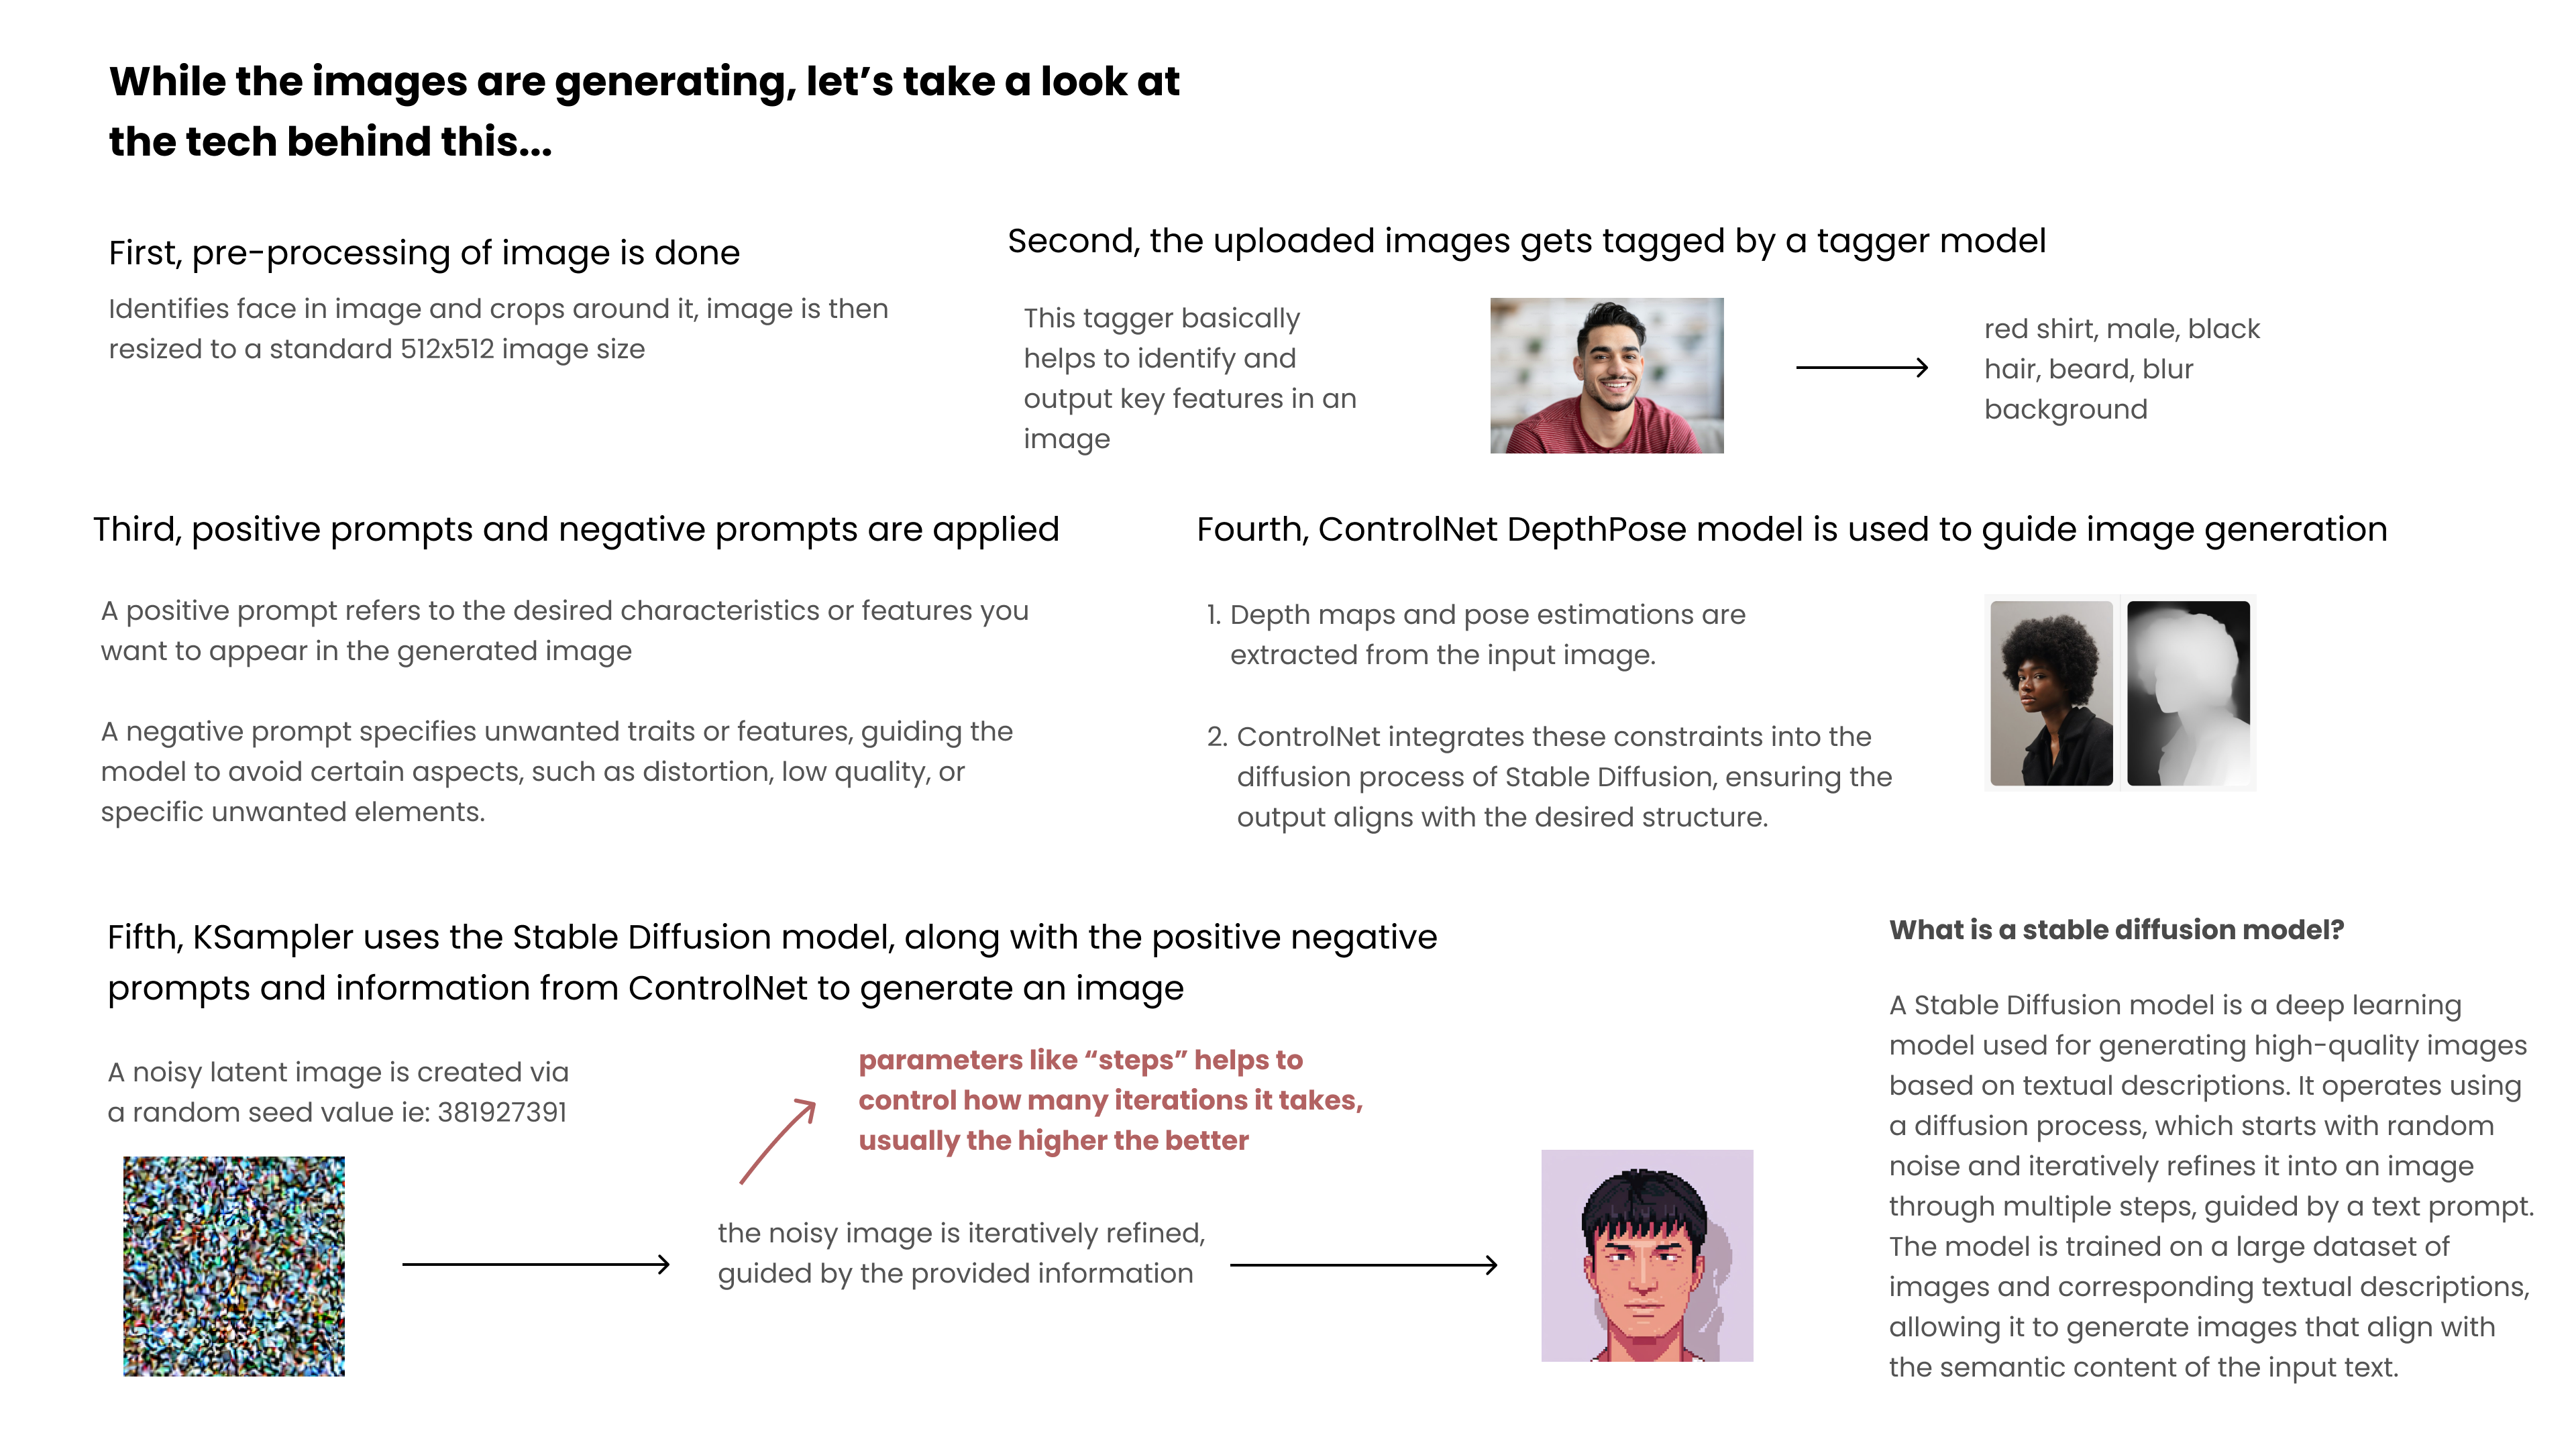 While the images are generating, let’s take a look at
the tech behind this...
First, pre-processing of image is done
Identifies face in image and crops around it, image is then
resized to a standard 512x512 image size
Second, the uploaded images gets tagged by a tagger model
This tagger basically
helps to identify and
output key features in an
image
red shirt, male, black
hair, beard, blur
background
Third, positive prompts and negative prompts are applied
A positive prompt refers to the desired characteristics or features you
want to appear in the generated image
A negative prompt specifies unwanted traits or features, guiding the
model to avoid certain aspects, such as distortion, low quality, or
specific unwanted elements.
Fourth, ControlNet DepthPose model is used to guide image generation
1. Depth maps and pose estimations are
extracted from the input image.
2. ControlNet integrates these constraints into the
diffusion process of Stable Diffusion, ensuring the
output aligns with the desired structure.
Fifth, KSampler uses the Stable Diffusion model, along with the positive negative
prompts and information from ControlNet to generate an image
A noisy latent image is created via
a random seed value ie: 381927391
parameters like “steps” helps to
control how many iterations it takes,
usually the higher the better
the noisy image is iteratively refined,
guided by the provided information
What is a stable diffusion model?
A Stable Diffusion model is a deep learning
model used for generating high-quality images
based on textual descriptions. It operates using
a diffusion process, which starts with random
noise and iteratively refines it into an image
through multiple steps, guided by a text prompt.
The model is trained on a large dataset of
images and corresponding textual descriptions,
allowing it to generate images that align with
the semantic content of the input text.